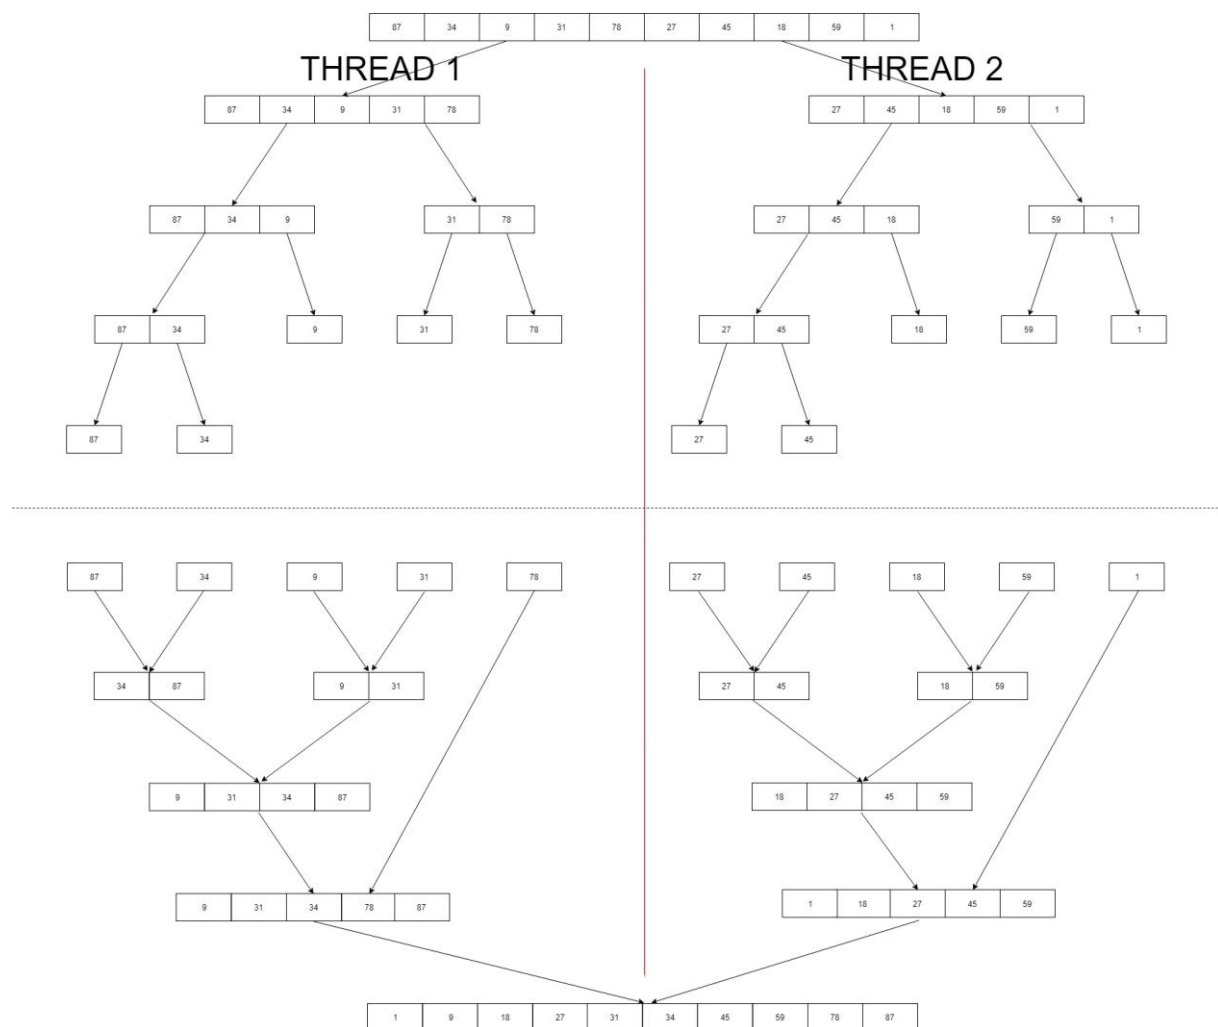 87 34 9 31 78 27 45 18 59 1
THREAD 1 THREAD 2
87 34 9 31 78 27 45 18 59 1
87 34 9 31 78 27 45 18 59 1
87 34 9 31 78 27 45 18 59 1
87 34 27 45
87 34 9 31 78 27 45 18 59 1
34 87 9 31 27 45 18 59
9 31 34 87 18 27 45 59
9 31 34 78 87 1 18 27 45 59
1 9 18 27 31 34 45 59 78 87